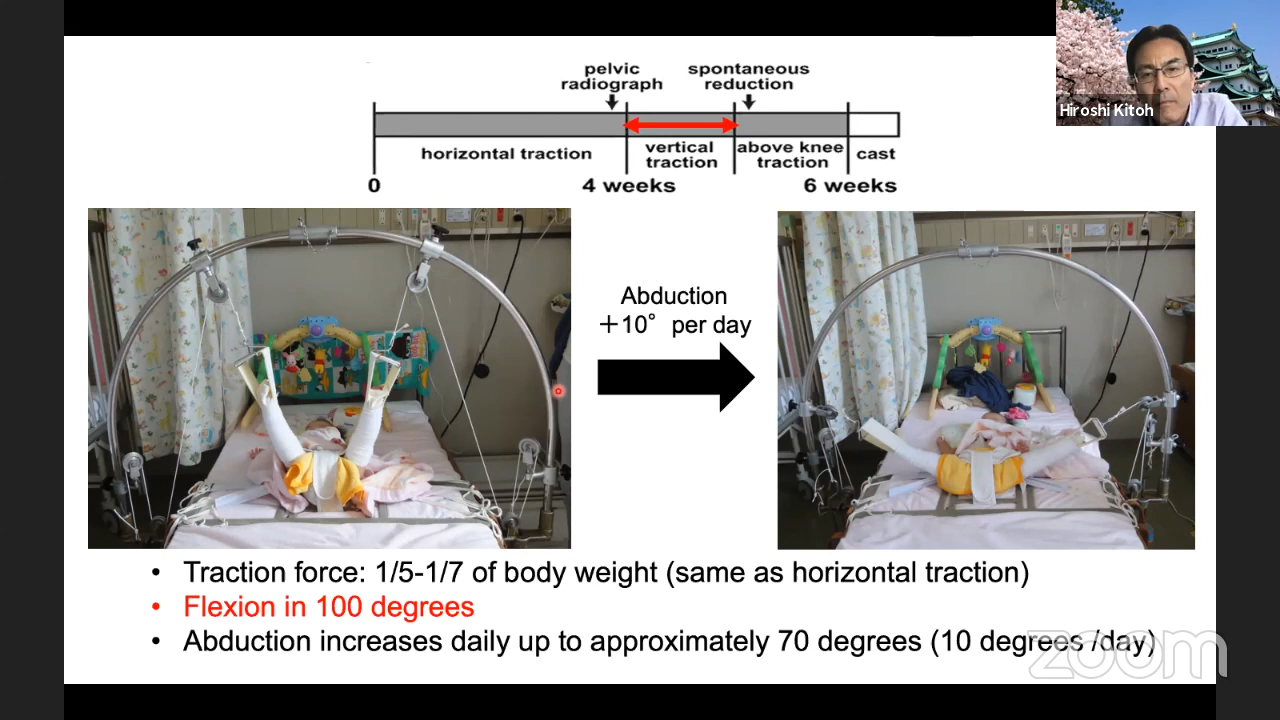 pelvic
radiograph
spontaneous
reduction
horizontal traction
vertical
traction
above knee
traction
cast
0
4 weeks
6 weeks
Hiroshi Kitoh
Abduction
+10° per day
• Traction force: 1/5-1/7 of body weight (same as horizontal traction)
• Flexion in 100 degrees
• Abduction increases daily up to approximately 70 degrees (10 degrees /day)
zoom